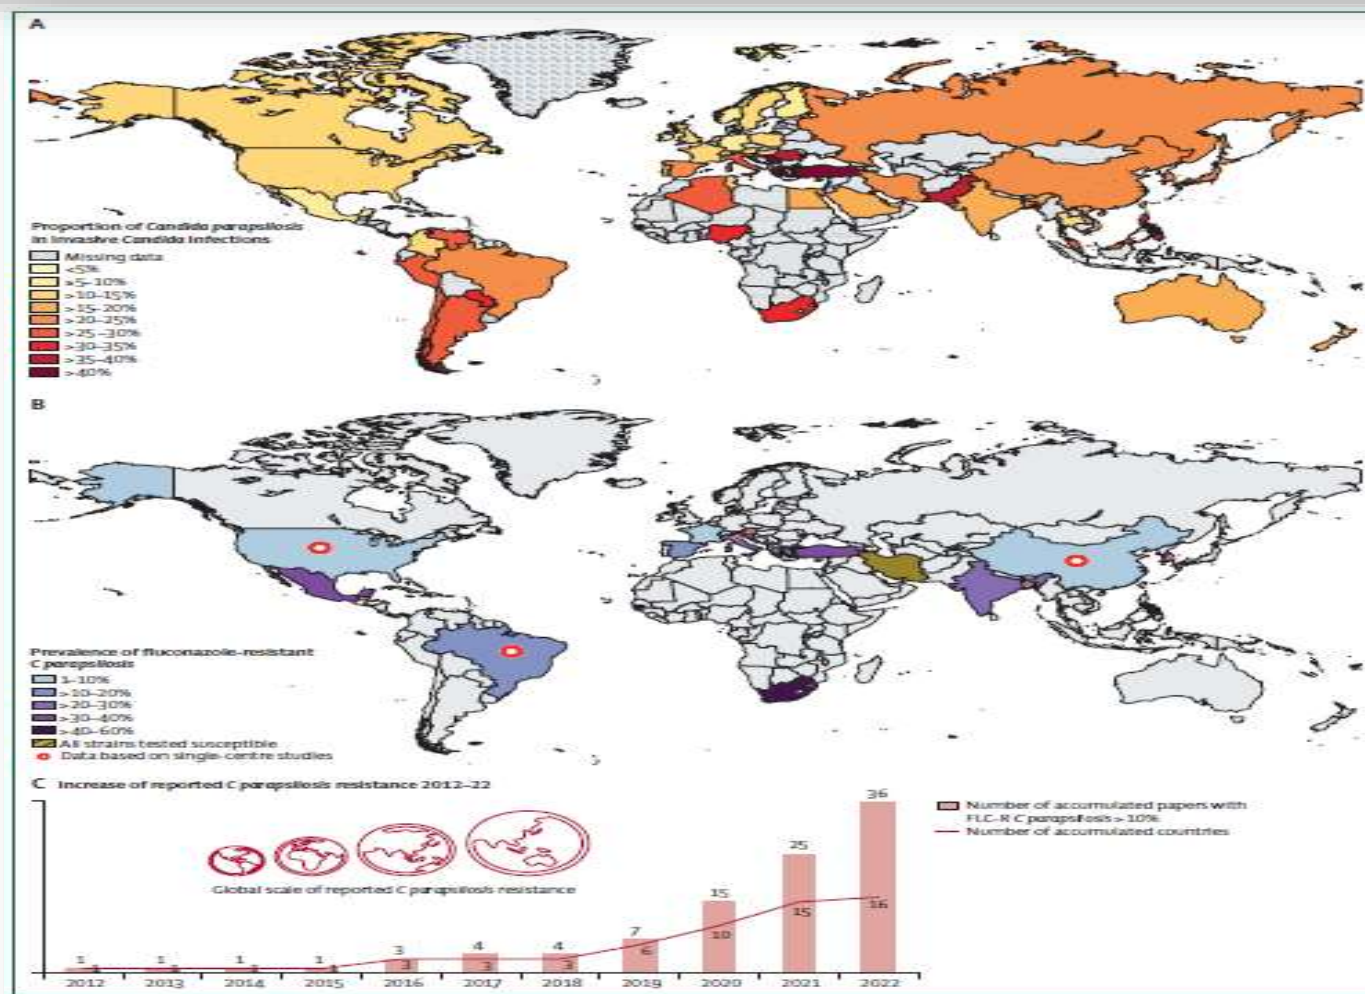 A
Proportion of Candida parapsilosis
in invasive Candida infections
Missing data
<5%
>5–10%
>10–15%
>15–20%
>20–25%
>25–30%
>30–35%
>35–40%
>40%
B
Prevalence of fluconazole-resistant
C parapsilosis
1–10%
>10–20%
>20–30%
>30–40%
>40–60%
All strains tested susceptible
Data based on single-centre studies
C Increase of reported C parapsilosis resistance 2012–22
Number of accumulated papers with
FLC-R C parapsilosis >10%
Number of accumulated countries
Global scale of reported C parapsilosis resistance
1 1 1 1 3 4 4 7 15 25 36
1 1 1 1 3 3 3 6 10 15 16
2012 2013 2014 2015 2016 2017 2018 2019 2020 2021 2022